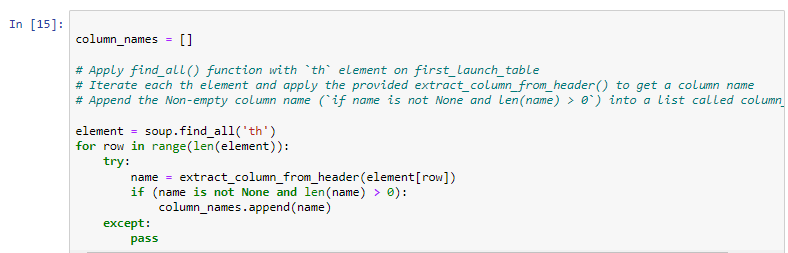 In [15]:
column_names = []
# Apply find_all() function with `th` element on first_launch_table
# Iterate each th element and apply the provided extract_column_from_header() to get a column name
# Append the Non-empty column name (`if name is not None and len(name) > 0`) into a list called column_
element = soup.find_all('th')
for row in range(len(element)):
    try:
        name = extract_column_from_header(element[row])
        if (name is not None and len(name) > 0):
            column_names.append(name)
    except:
        pass